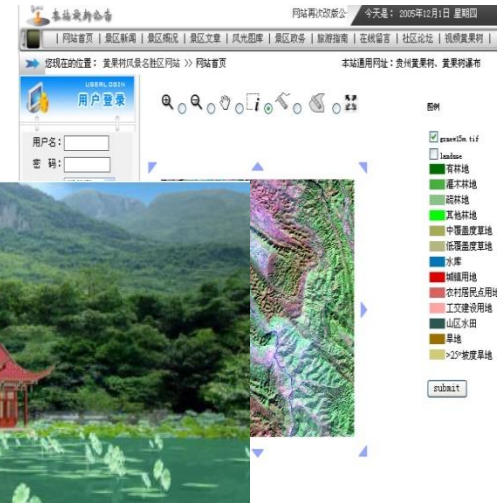 本站最新公告 网站再次改版公 今天是： 2005年12月1日 星期四
| 网站首页 | 景区新闻 | 景区概况 | 景区文章 | 风光图库 | 景区政务 | 旅游指南 | 在线留言 | 社区论坛 | 视频黄果树 |
您现在的位置： 黄果树风景名胜区网站 >> 网站首页 本站通用网址：贵州黄果树、黄果树瀑布
USERLOGIN
用户登录
用户名：
密 码：
图例
landuse
有林地
灌木林地
疏林地
其他林地
中覆盖度草地
低覆盖度草地
水库
城镇用地
农村居民点用地
工交建设用地
山区水田
旱地
>25°坡度旱地
submit